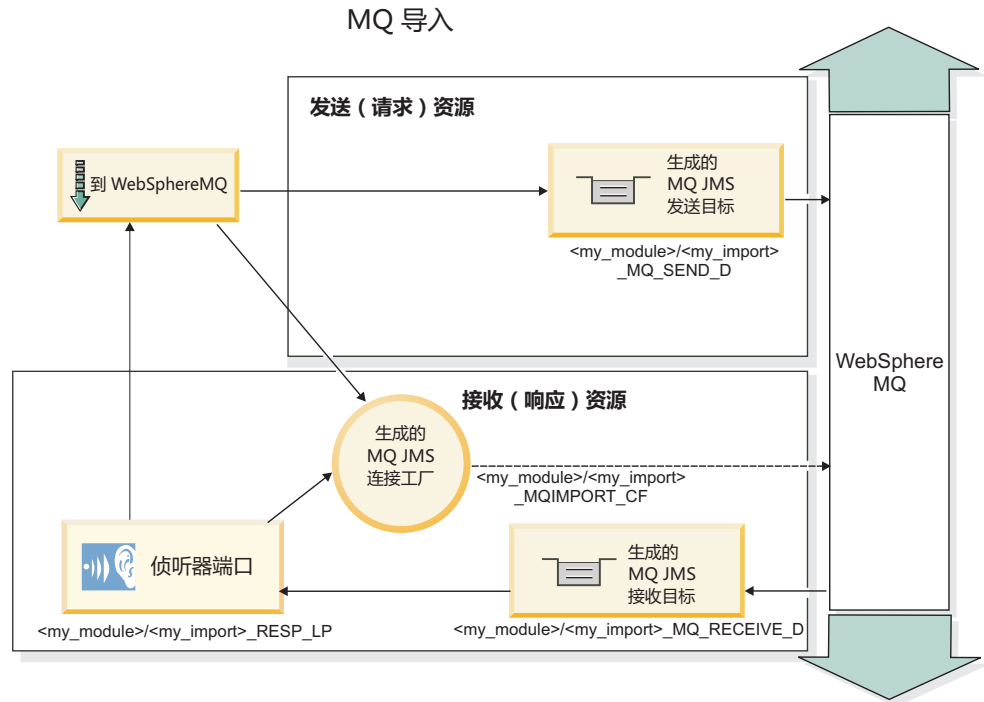 MQ 导入
发送（请求）资源
到 WebSphereMQ
生成的
MQ JMS
发送目标
<my_module>/<my_import>
_MQ_SEND_D
WebSphere
MQ
接收（响应）资源
生成的
MQ JMS
连接工厂
<my_module>/<my_import>
_MQIMPORT_CF
侦听器端口
<my_module>/<my_import>_RESP_LP
生成的
MQ JMS
接收目标
<my_module>/<my_import>_MQ_RECEIVE_D